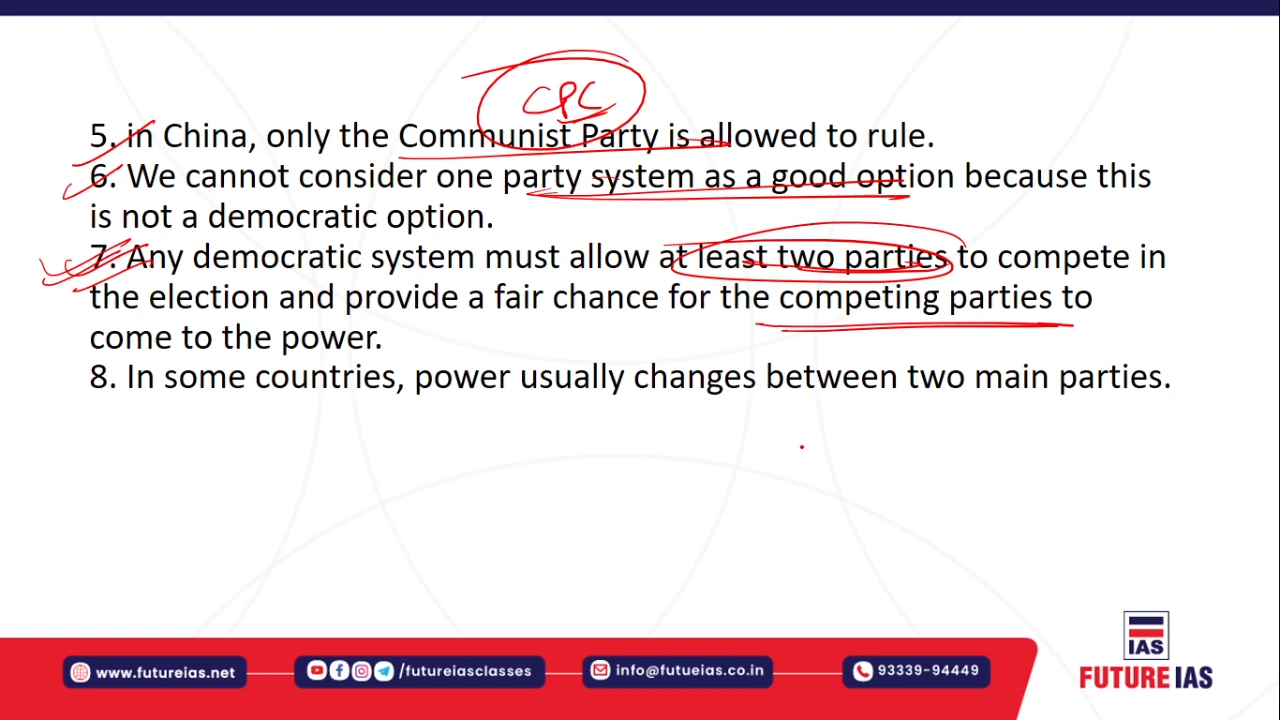 CPC
5. in China, only the Communist Party is allowed to rule.
6. We cannot consider one party system as a good option because this
is not a democratic option.
7. Any democratic system must allow at least two parties to compete in
the election and provide a fair chance for the competing parties to
come to the power.
8. In some countries, power usually changes between two main parties.
IAS
www.futureias.net
/futureiasclasses
info@futueias.co.in
93339-94449
FUTURE IAS